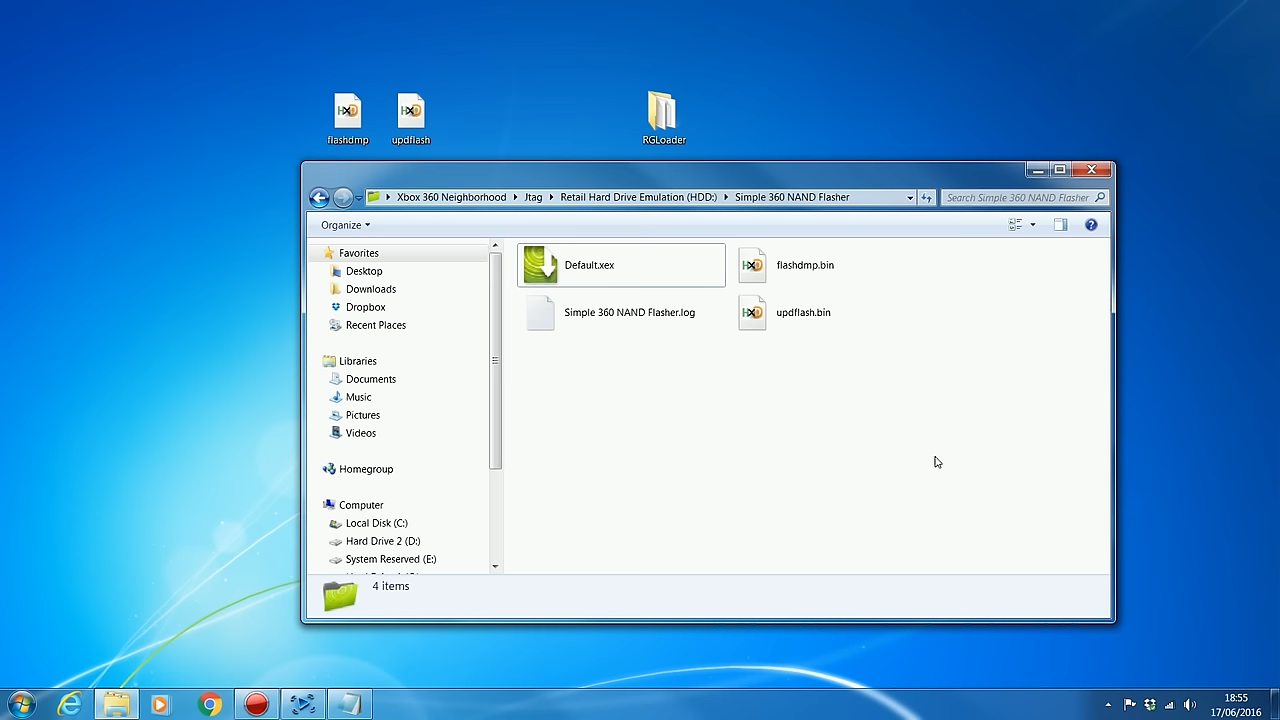 flashdmp
updflash
RGLoader
Xbox 360 Neighborhood
Jtag
Retail Hard Drive Emulation (HDD:)
Simple 360 NAND Flasher
Search Simple 360 NAND Flasher
Organize
Favorites
Desktop
Downloads
Dropbox
Recent Places
Libraries
Documents
Music
Pictures
Videos
Homegroup
Computer
Local Disk (C:)
Hard Drive 2 (D:)
System Reserved (E:)
Default.xex
flashdmp.bin
Simple 360 NAND Flasher.log
updflash.bin
4 items
18:55
17/06/2016